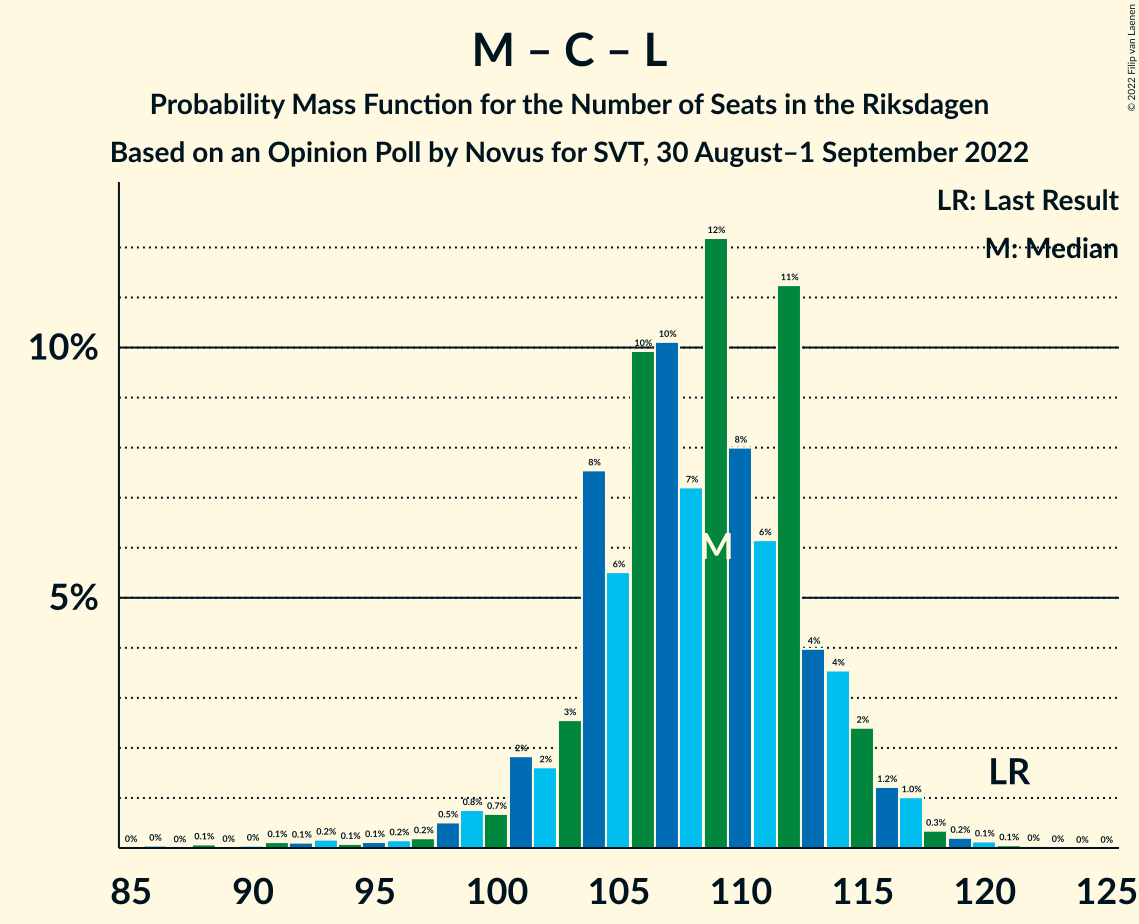 M – C – L
Probability Mass Function for the Number of Seats in the Riksdagen
Based on an Opinion Poll by Novus for SVT, 30 August–1 September 2022
© 2022 Filip van Laenen
LR: Last Result
M: Median
10%
5%
0% 0% 0% 0.1% 0% 0% 0.1% 0.1% 0.2% 0.1% 0.1% 0.2% 0.2% 0.5% 0.8% 0.7% 2% 2% 3% 8% 6% 10% 10% 7% 12% 8% 6% 11% 4% 4% 2% 1.2% 1.0% 0.3% 0.2% 0.1% 0.1% 0% 0% 0% 0%
M
LR
85 90 95 100 105 110 115 120 125